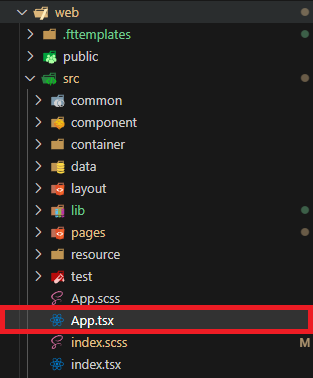 web
.fttemplates
public
src
common
component
container
data
layout
lib
pages
resource
test
App.scss
App.tsx
index.scss M
index.tsx